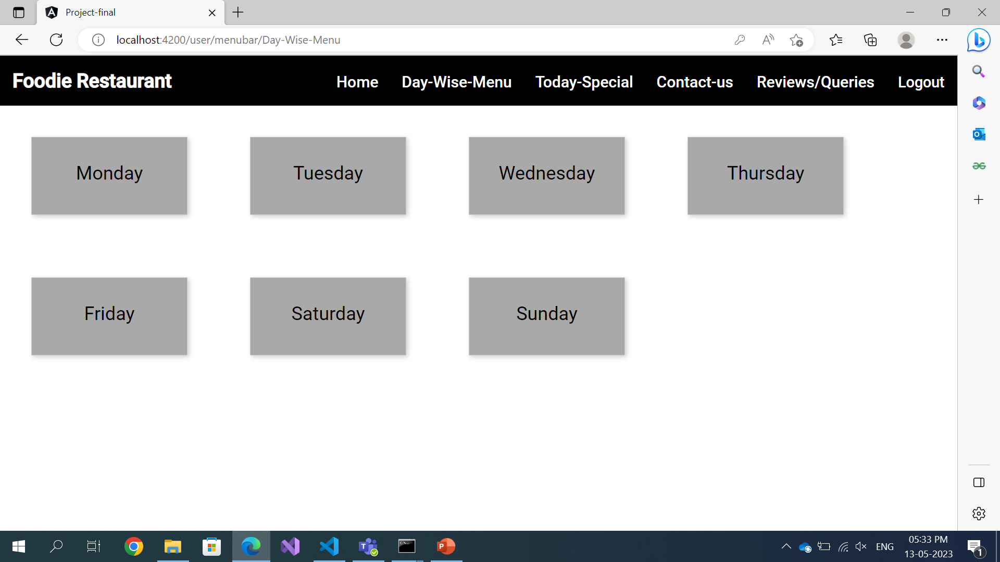 Project-final
localhost:4200/user/menubar/Day-Wise-Menu
Foodie Restaurant Home Day-Wise-Menu Today-Special Contact-us Reviews/Queries Logout
Monday Tuesday Wednesday Thursday
Friday Saturday Sunday
ENG
05:33 PM
13-05-2023
1